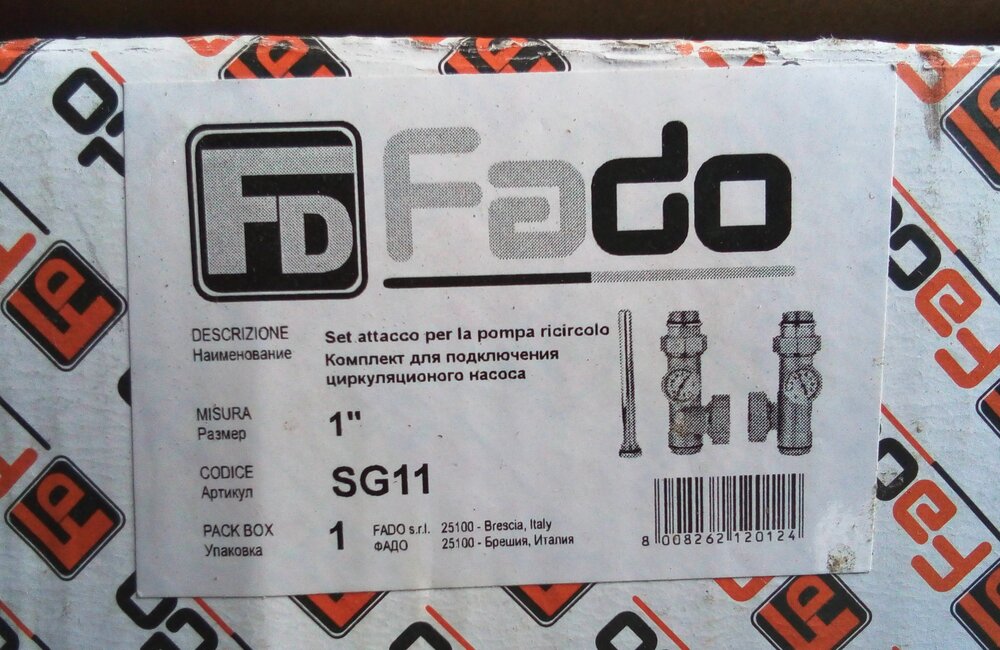 FD Fado
DESCRIZIONE Set attacco per la pompa ricircolo
Наименование Комплект для подключения
циркуляционого насоса
MISURA 1"
Размер
CODICE SG11
Артикул
PACK BOX 1 FADO s.r.l. 25100 - Brescia, Italy
Упаковка ФАДО 25100 - Брешия, Италия
8 008262 120124